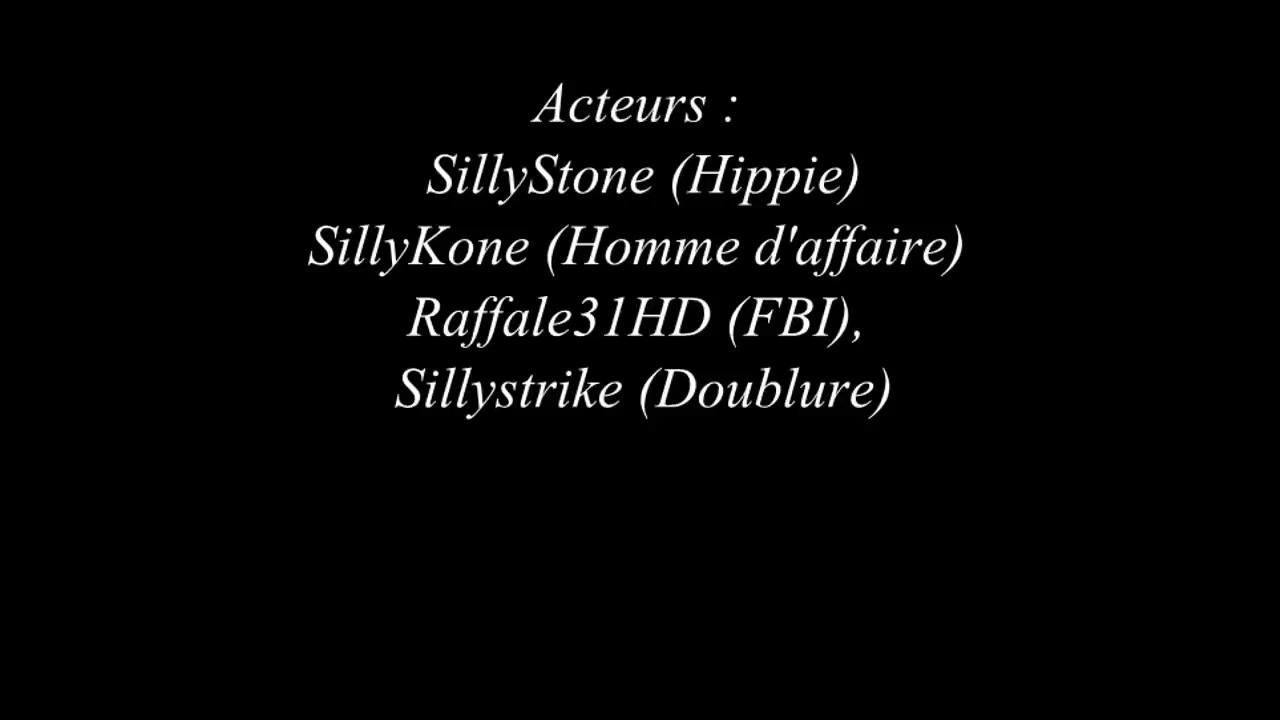 Acteurs :
SillyStone (Hippie)
SillyKone (Homme d'affaire)
Raffale31HD (FBI),
Sillystrike (Doublure)